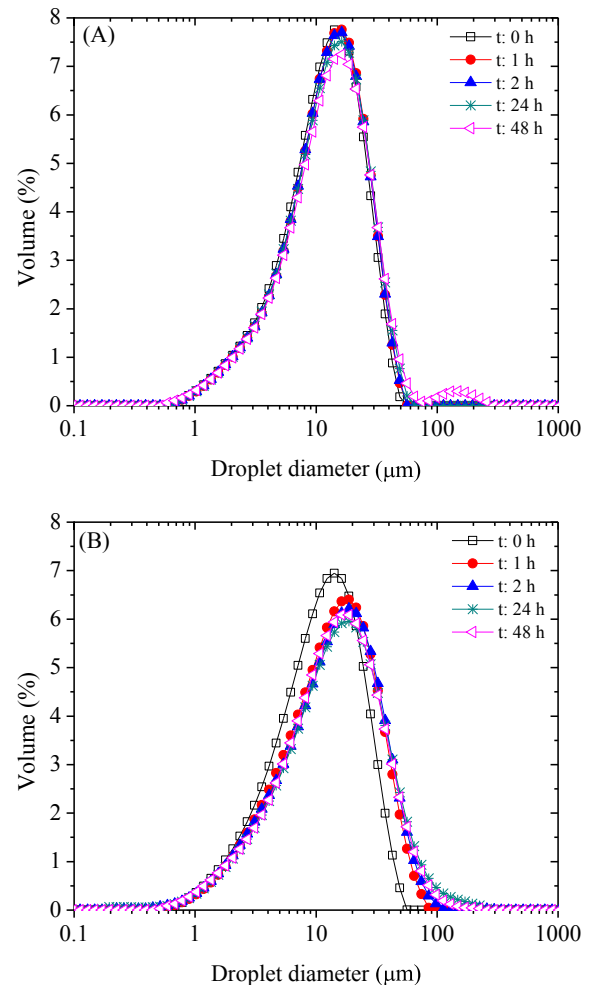 (A)
t: 0 h
t: 1 h
t: 2 h
t: 24 h
t: 48 h
8
7
6
5
4
3
2
1
0
Volume (%)
0.1 1 10 100 1000
Droplet diameter (μm)
(B)
t: 0 h
t: 1 h
t: 2 h
t: 24 h
t: 48 h
8
7
6
5
4
3
2
1
0
Volume (%)
0.1 1 10 100 1000
Droplet diameter (μm)